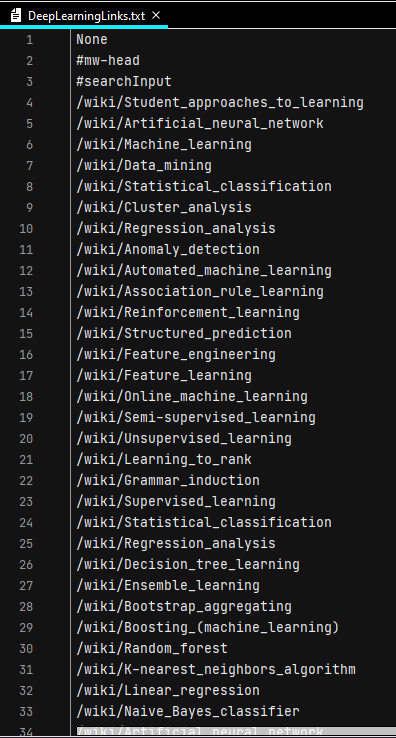 DeepLearningLinks.txt ×
1 None
2 #mw-head
3 #searchInput
4 /wiki/Student_approaches_to_learning
5 /wiki/Artificial_neural_network
6 /wiki/Machine_learning
7 /wiki/Data_mining
8 /wiki/Statistical_classification
9 /wiki/Cluster_analysis
10 /wiki/Regression_analysis
11 /wiki/Anomaly_detection
12 /wiki/Automated_machine_learning
13 /wiki/Association_rule_learning
14 /wiki/Reinforcement_learning
15 /wiki/Structured_prediction
16 /wiki/Feature_engineering
17 /wiki/Feature_learning
18 /wiki/Online_machine_learning
19 /wiki/Semi-supervised_learning
20 /wiki/Unsupervised_learning
21 /wiki/Learning_to_rank
22 /wiki/Grammar_induction
23 /wiki/Supervised_learning
24 /wiki/Statistical_classification
25 /wiki/Regression_analysis
26 /wiki/Decision_tree_learning
27 /wiki/Ensemble_learning
28 /wiki/Bootstrap_aggregating
29 /wiki/Boosting_(machine_learning)
30 /wiki/Random_forest
31 /wiki/K-nearest_neighbors_algorithm
32 /wiki/Linear_regression
33 /wiki/Naive_Bayes_classifier
34 /wiki/Artificial_neural_network